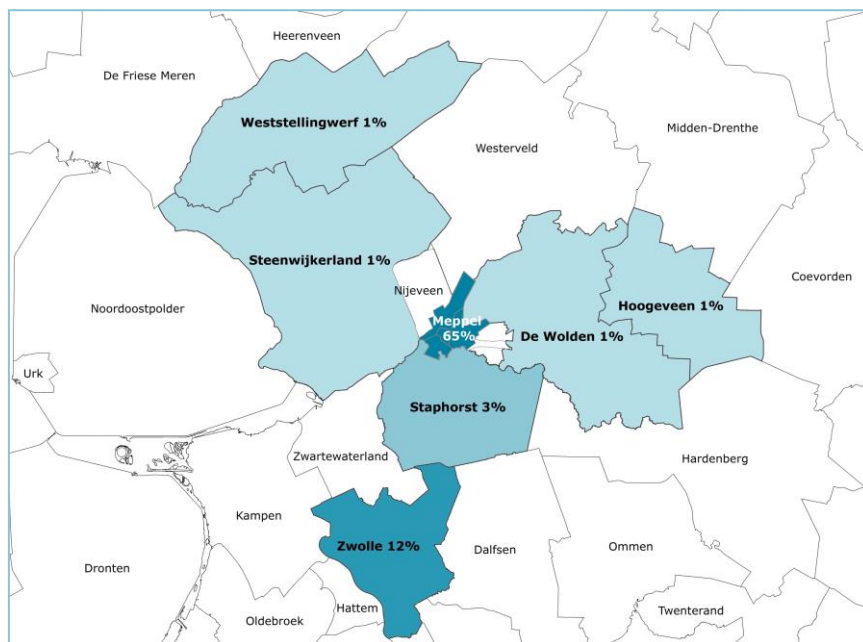 Heerenveen
De Friese Meren
Weststellingwerf 1%
Midden-Drenthe
Westerveld
Steenwijkerland 1%
Coevorden
Nijeveen
Noordoostpolder
Hoogeveen 1%
Meppel
65%
De Wolden 1%
Urk
Staphorst 3%
Hardenberg
Zwartewaterland
Kampen
Zwolle 12%
Dalfsen
Ommen
Dronten
Hattem
Twenterand
Oldebroek